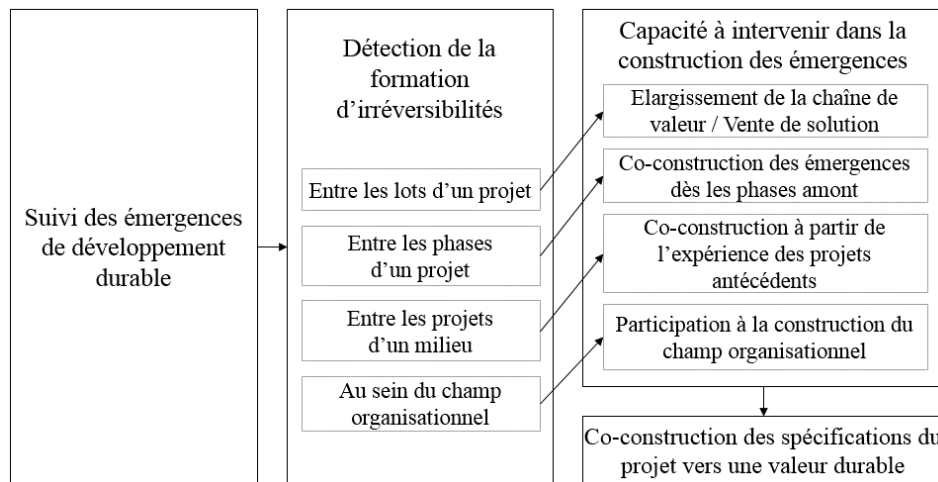 Suivi des émergences
de développement
durable
Détection de la
formation
d’irréversibilités
Entre les lots d’un projet
Entre les phases
d’un projet
Entre les projets
d’un milieu
Au sein du champ
organisationnel
Capacité à intervenir dans la
construction des émergences
Elargissement de la chaîne de
valeur / Vente de solution
Co-construction des émergences
dès les phases amont
Co-construction à partir de
l’expérience des projets
antécédents
Participation à la construction du
champ organisationnel
Co-construction des spécifications du
projet vers une valeur durable